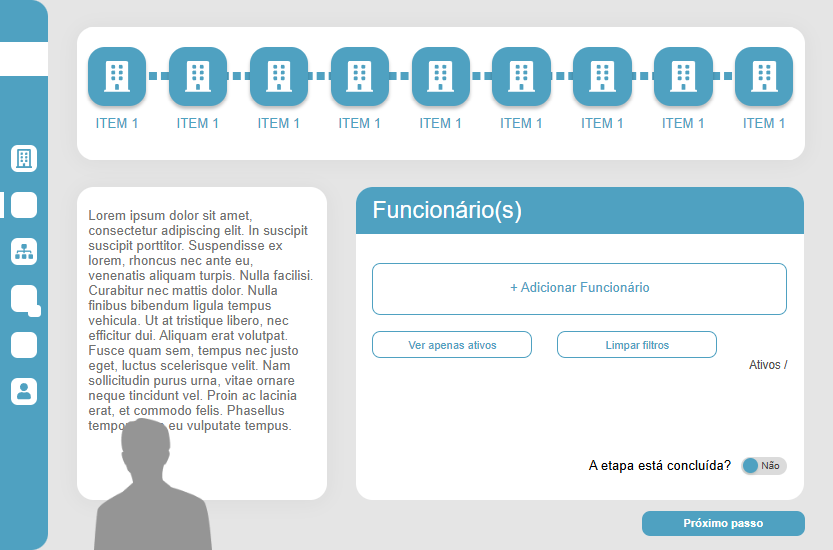 ITEM 1 ITEM 1 ITEM 1 ITEM 1 ITEM 1 ITEM 1 ITEM 1 ITEM 1 ITEM 1
Lorem ipsum dolor sit amet,
consectetur adipiscing elit. In suscipit
suscipit porttitor. Suspendisse ex
lorem, rhoncus nec ante eu,
venenatis aliquam turpis. Nulla facilisi.
Curabitur nec mattis dolor. Nulla
finibus bibendum ligula tempus
vehicula. Ut at tristique libero, nec
efficitur dui. Aliquam erat volutpat.
Fusce quam sem, tempus nec justo
eget, luctus scelerisque velit. Nam
sollicitudin purus urna, vitae ornare
neque tincidunt vel. Proin ac lacinia
erat, et commodo felis. Phasellus
eu vulputate tempus.
Funcionário(s)
+ Adicionar Funcionário
Ver apenas ativos Limpar filtros
Ativos /
A etapa está concluída? Não
Próximo passo